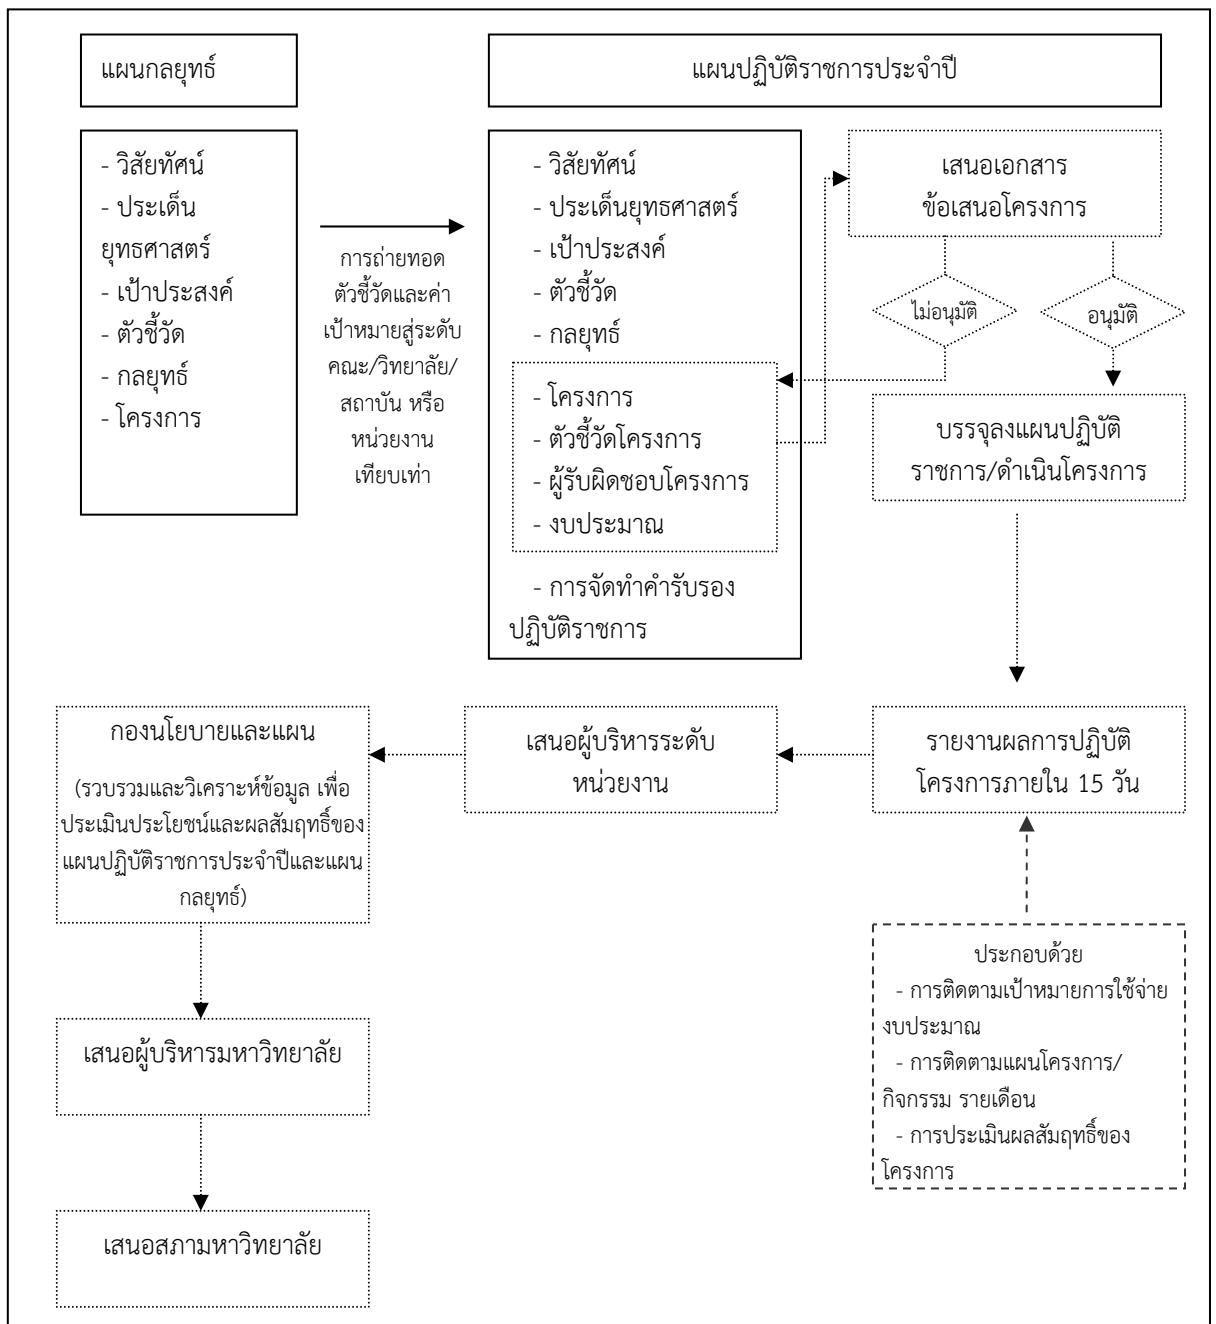 แผนกลยุทธ์
แผนปฏิบัติราชการประจำปี
- วิสัยทัศน์
- ประเด็น
ยุทธศาสตร์
- เป้าประสงค์
- ตัวชี้วัด
- กลยุทธ์
- โครงการ
การถ่ายทอด
ตัวชี้วัดและค่า
เป้าหมายสู่ระดับ
คณะ/วิทยาลัย/
สถาบัน หรือ
หน่วยงาน
เทียบเท่า
- วิสัยทัศน์
- ประเด็นยุทธศาสตร์
- เป้าประสงค์
- ตัวชี้วัด
- กลยุทธ์
- โครงการ
- ตัวชี้วัดโครงการ
- ผู้รับผิดชอบโครงการ
- งบประมาณ
- การจัดทำคำรับรอง
ปฏิบัติราชการ
เสนอเอกสาร
ข้อเสนอโครงการ
ไม่อนุมัติ
อนุมัติ
บรรจุลงแผนปฏิบัติ
ราชการ/ดำเนินโครงการ
รายงานผลการปฏิบัติ
โครงการภายใน 15 วัน
เสนอผู้บริหารระดับ
หน่วยงาน
กองนโยบายและแผน
(รวบรวมและวิเคราะห์ข้อมูล เพื่อ
ประเมินประโยชน์และผลสัมฤทธิ์ของ
แผนปฏิบัติราชการประจำปีและแผน
กลยุทธ์)
ประกอบด้วย
- การติดตามเป้าหมายการใช้จ่าย
งบประมาณ
- การติดตามแผนโครงการ/
กิจกรรม รายเดือน
- การประเมินผลสัมฤทธิ์ของ
โครงการ
เสนอผู้บริหารมหาวิทยาลัย
เสนอสภามหาวิทยาลัย